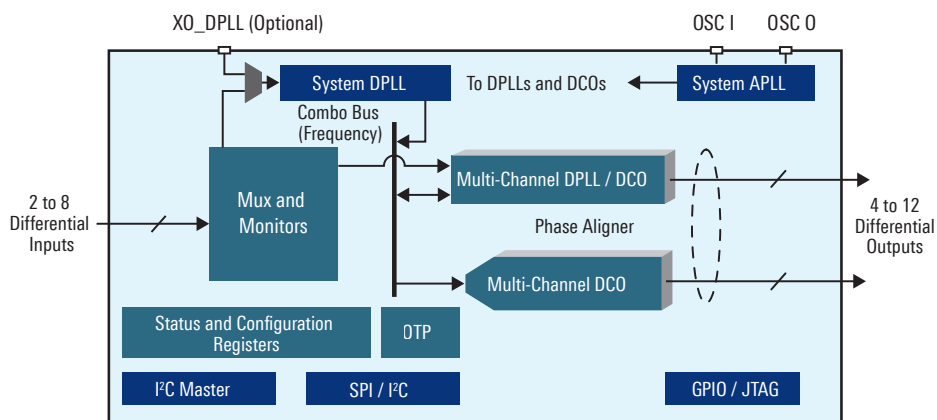 XO_DPLL (Optional)
OSC I
OSC O
System DPLL
To DPLLs and DCOs
System APLL
Combo Bus
(Frequency)
Mux and
Monitors
Multi-Channel DPLL / DCO
2 to 8
Differential
Inputs
Phase Aligner
4 to 12
Differential
Outputs
Multi-Channel DCO
Status and Configuration
Registers
OTP
I²C Master
SPI / I²C
GPIO / JTAG